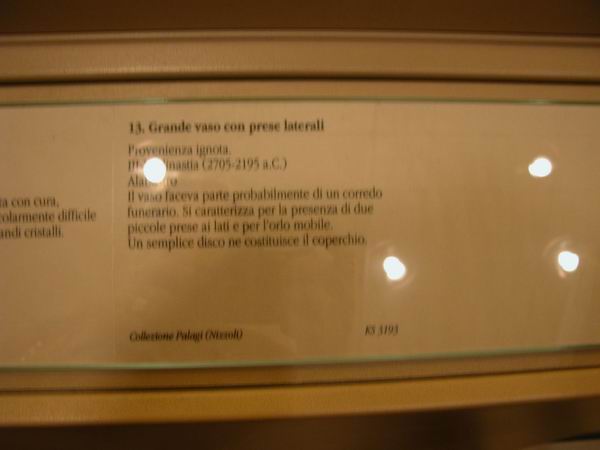 ta con cura,
colarmente difficile
andi cristalli.
13. Grande vaso con prese laterali
Provenienza ignota.
dinastia (2705-2195 a.C.)
Il vaso faceva parte probabilmente di un corredo
funerario. Si caratterizza per la presenza di due
piccole prese ai lati e per l'orlo mobile.
Un semplice disco ne costituisce il coperchio.
Collezione Palagi (Nizzoli)
KS 3193